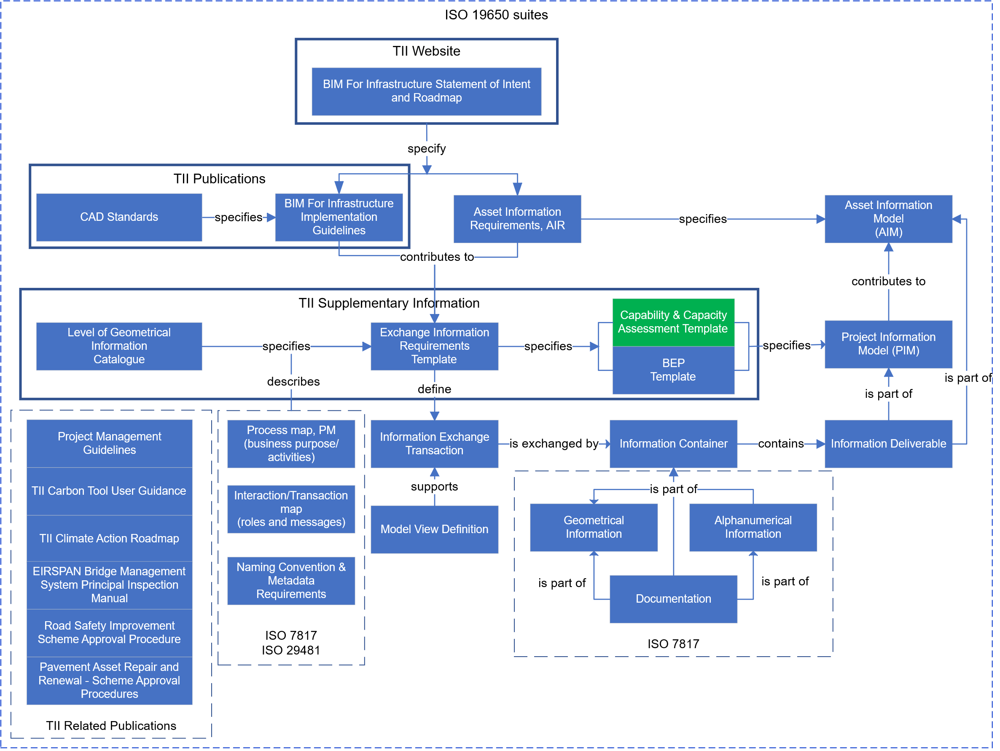 ISO 19650 suites
TII Website
BIM For Infrastructure Statement of Intent
and Roadmap
specify
TII Publications
CAD Standards
specifies
BIM For Infrastructure
Implementation
Guidelines
Asset Information
Requirements, AIR
specifies
Asset Information
Model
(AIM)
contributes to
contributes to
TII Supplementary Information
Level of Geometrical
Information
Catalogue
specifies
describes
Exchange Information
Requirements
Template
specifies
Capability & Capacity
Assessment Template
BEP
Template
specifies
Project Information
Model (PIM)
define
is part of
is part of
Project Management
Guidelines
TII Carbon Tool User Guidance
TII Climate Action Roadmap
EIRSPAN Bridge Management
System Principal Inspection
Manual
Road Safety Improvement
Scheme Approval Procedure
Pavement Asset Repair and
Renewal - Scheme Approval
Procedures
TII Related Publications
Process map, PM
(business purpose/
activities)
Interaction/Transaction
map
(roles and messages)
Naming Convention &
Metadata
Requirements
ISO 7817
ISO 29481
Information Exchange
Transaction
is exchanged by
Information Container
contains
Information Deliverable
supports
Model View Definition
is part of
Geometrical
Information
Alphanumerical
Information
is part of
is part of
Documentation
ISO 7817